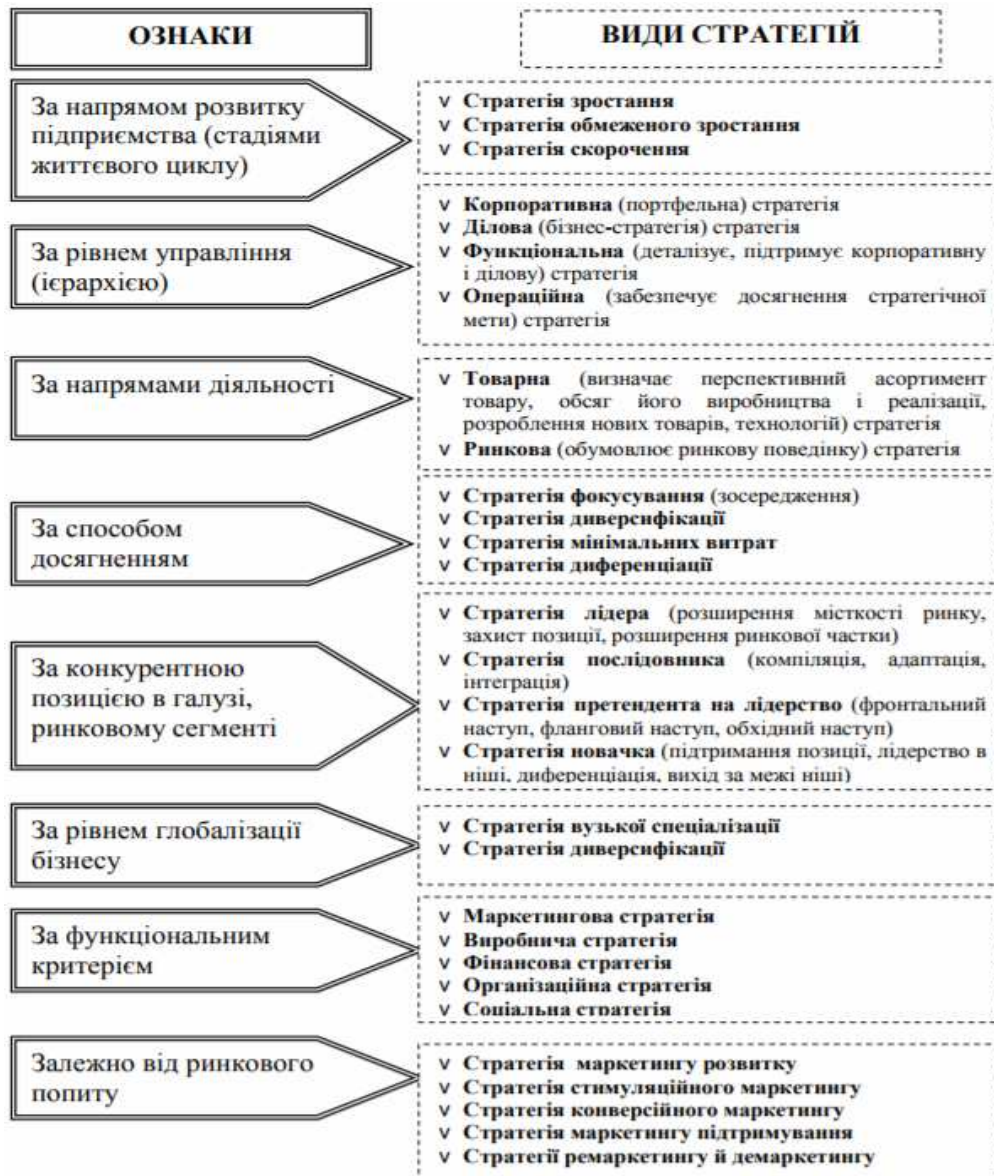 ОЗНАКИ
ВИДИ СТРАТЕГІЙ
За напрямом розвитку
підприємства (стадіями
життєвого циклу)
v Стратегія зростання
v Стратегія обмеженого зростання
v Стратегія скорочення
За рівнем управління
(ієрархією)
v Корпоративна (портфельна) стратегія
v Ділова (бізнес-стратегія) стратегія
v Функціональна (деталізує, підтримує корпоративну
і ділову) стратегія
v Операційна (забезпечує досягнення стратегічної
мети) стратегія
За напрямами діяльності
v Товарна (визначає перспективний асортимент
товару, обсяг його виробництва і реалізації,
розроблення нових товарів, технологій) стратегія
v Ринкова (обумовлює ринкову поведінку) стратегія
За способом
досягненням
v Стратегія фокусування (зосередження)
v Стратегія диверсифікації
v Стратегія мінімальних витрат
v Стратегія диференціації
За конкурентною
позицією в галузі,
ринковому сегменті
v Стратегія лідера (розширення місткості ринку,
захист позиції, розширення ринкової частки)
v Стратегія послідовника (компіляція, адаптація,
інтеграція)
v Стратегія претендента на лідерство (фронтальний
наступ, фланговий наступ, обхідний наступ)
v Стратегія новачка (підтримання позиції, лідерство в
ніші, диференціація, вихід за межі ніші)
За рівнем глобалізації
бізнесу
v Стратегія вузької спеціалізації
v Стратегія диверсифікації
За функціональним
критерієм
v Маркетингова стратегія
v Виробнича стратегія
v Фінансова стратегія
v Організаційна стратегія
v Соціальна стратегія
Залежно від ринкового
попиту
v Стратегія маркетингу розвитку
v Стратегія стимуляційного маркетингу
v Стратегія конверсійного маркетингу
v Стратегія маркетингу підтримування
v Стратегії ремаркетингу й демаркетингу